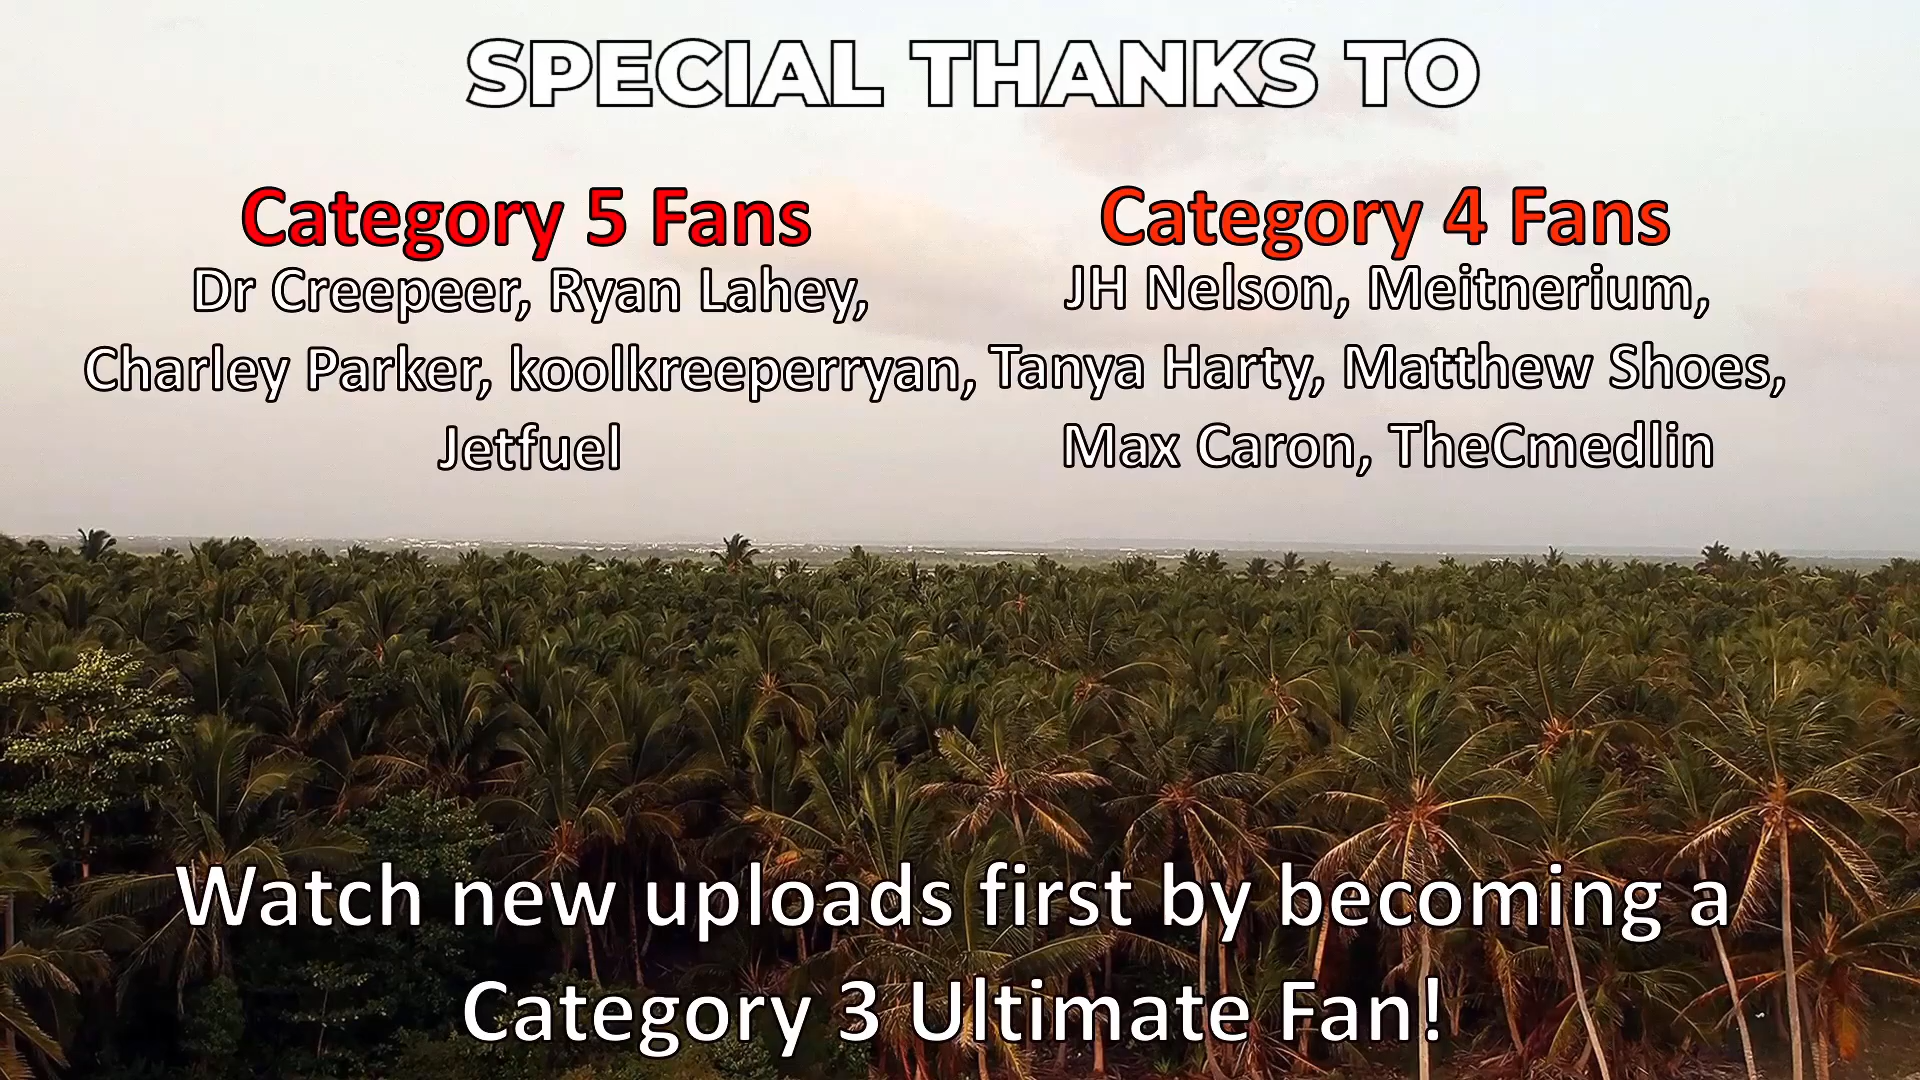 SPECIAL THANKS TO
Category 5 Fans
Dr Creepeer, Ryan Lahey,
Charley Parker, koolkreeperryan,
Jetfuel
Category 4 Fans
JH Nelson, Meitnerium,
Tanya Harty, Matthew Shoes,
Max Caron, TheCmedlin
Watch new uploads first by becoming a
Category 3 Ultimate Fan!